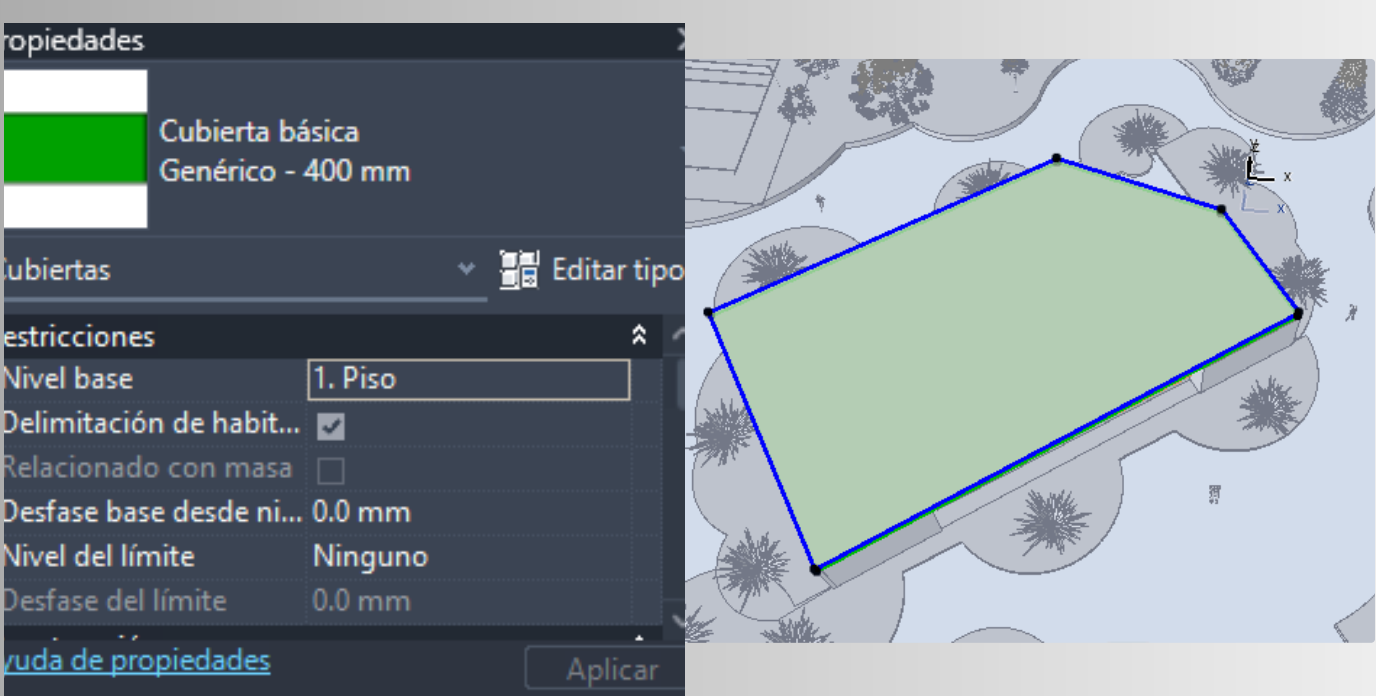 ropiedades
Cubierta básica
Genérico - 400 mm
ubiertas
Editar tipo
estricciones
Nivel base
1. Piso
Delimitación de habit...
Relacionado con masa
Desfase base desde ni... 0.0 mm
Nivel del límite Ninguno
Desfase del límite 0.0 mm
yuda de propiedades
Aplicar
x
x